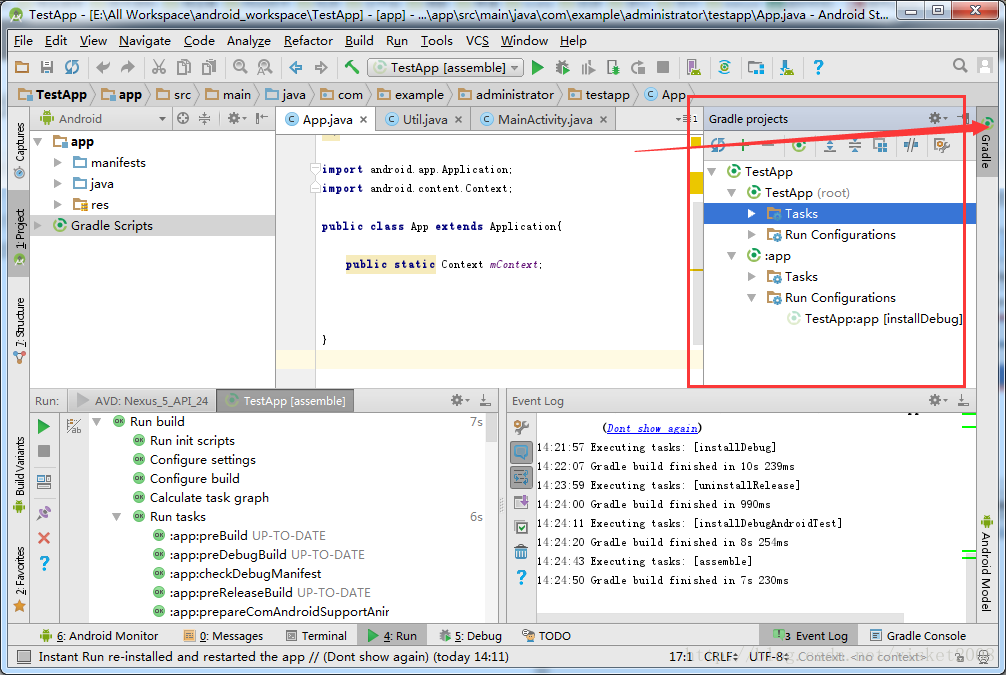 TestApp - [E:\All Workspace\android_workspace\TestApp] - [app] - ...\app\src\main\java\com\example\administrator\testapp\App.java - Android St...
File Edit View Navigate Code Analyze Refactor Build Run Tools VCS Window Help
TestApp [assemble]
TestApp app src main java com example administrator testapp App
Captures
1: Project
7: Structure
Build Variants
2: Favorites
Android
app
manifests
java
res
Gradle Scripts
App.java Util.java MainActivity.java
import android.app.Application;
import android.content.Context;
public class App extends Application{
public static Context mContext;
}
Gradle projects
TestApp
TestApp (root)
Tasks
Run Configurations
:app
Tasks
Run Configurations
TestApp:app [installDebug]
Gradle
Android Model
Run: AVD: Nexus_5_API_24 TestApp [assemble]
Run build 7s
Run init scripts
Configure settings
Configure build
Calculate task graph
Run tasks 6s
:app:preBuild UP-TO-DATE
:app:preDebugBuild UP-TO-DATE
:app:checkDebugManifest
:app:preReleaseBuild UP-TO-DATE
:app:prepareComAndroidSupportAnir
Event Log
(Dont show again)
14:21:57 Executing tasks: [installDebug]
14:22:07 Gradle build finished in 10s 239ms
14:23:59 Executing tasks: [uninstallRelease]
14:24:00 Gradle build finished in 990ms
14:24:11 Executing tasks: [installDebugAndroidTest]
14:24:20 Gradle build finished in 8s 254ms
14:24:43 Executing tasks: [assemble]
14:24:50 Gradle build finished in 7s 230ms
6: Android Monitor 0: Messages Terminal 4: Run 5: Debug TODO 3 Event Log Gradle Console
Instant Run re-installed and restarted the app // (Dont show again) (today 14:11) 17:1 CRLF÷ UTF-8÷ Context: <no context>